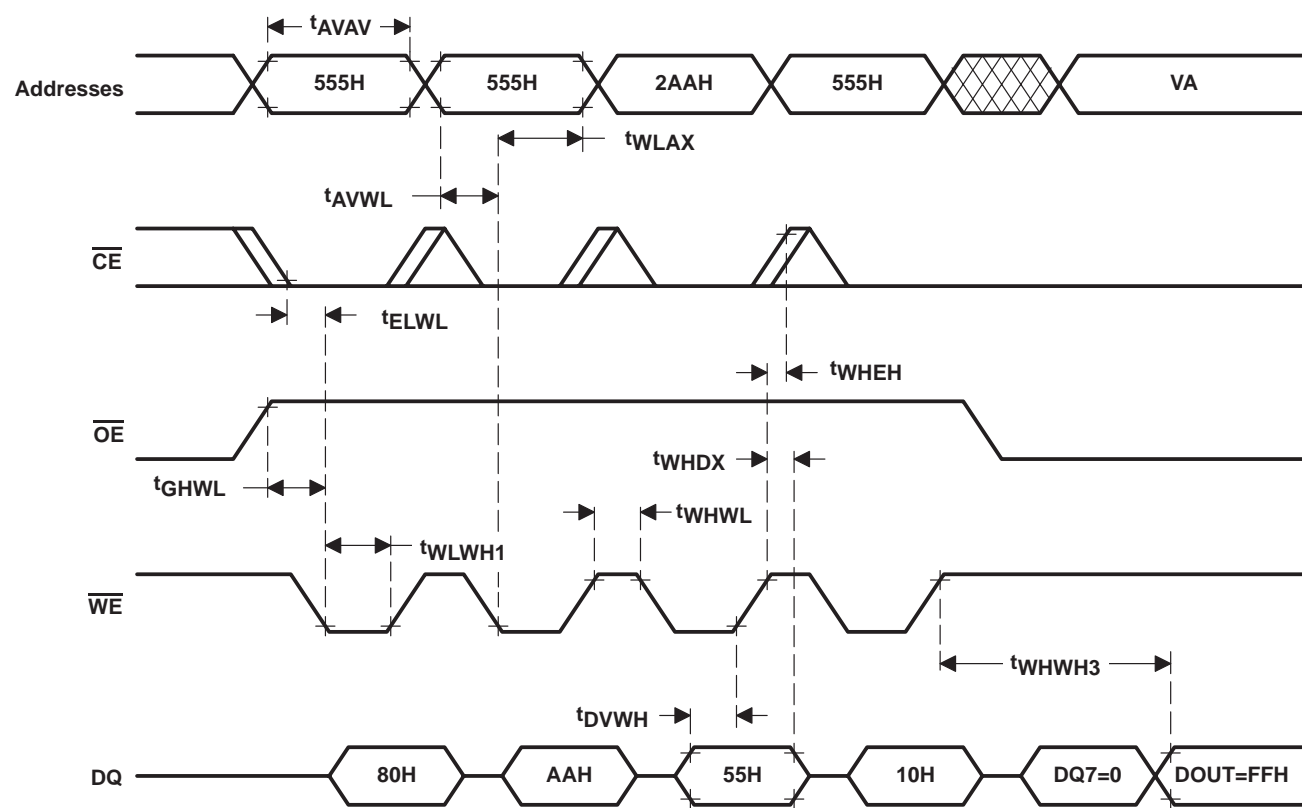 tAVAV
Addresses 555H 555H 2AAH 555H VA
tWLAX
tAVWL
CE
tELWL
tWHEH
OE
tWHDX
tGHWL
tWHWL
tWLWH1
WE
tWHWH3
tDVWH
DQ 80H AAH 55H 10H DQ7=0 DOUT=FFH